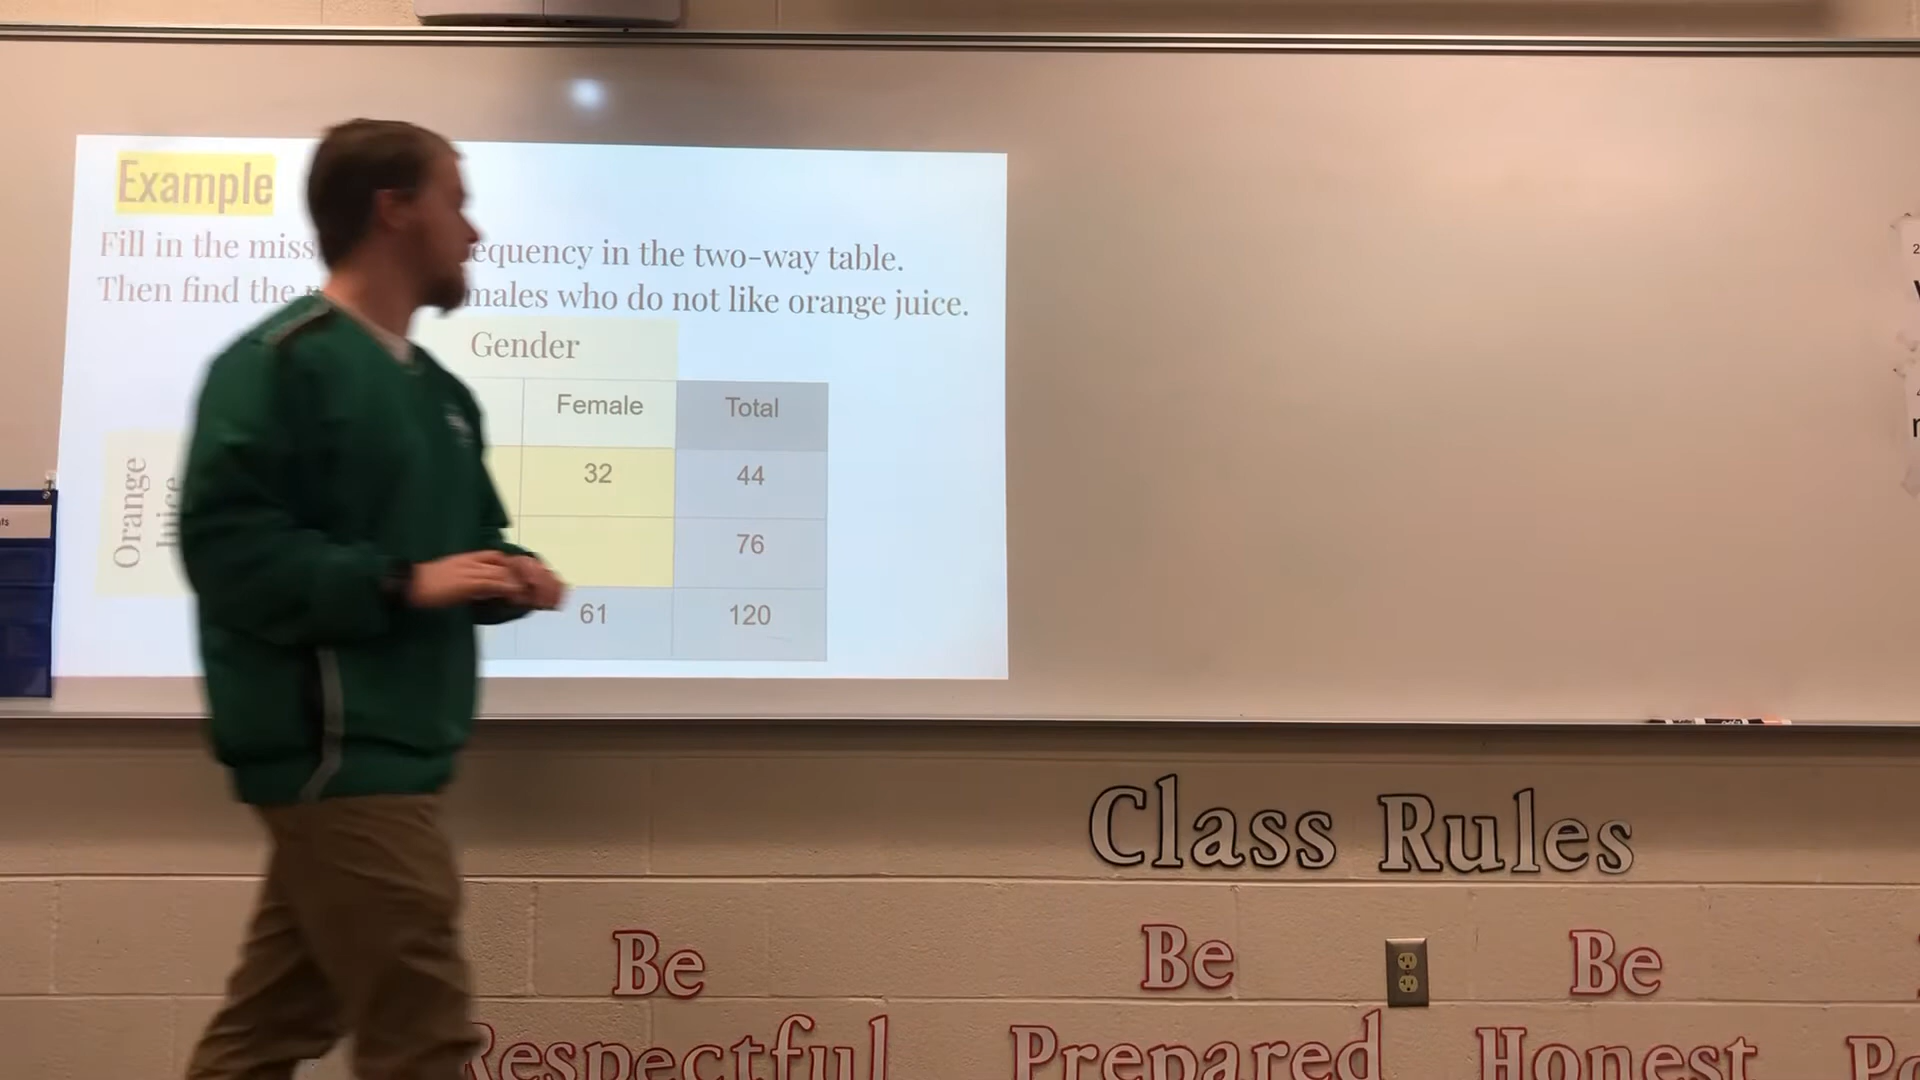 Example
Fill in the miss equency in the two-way table.
Then find the males who do not like orange juice.
Gender
Female Total
Orange
Juice
32 44
76
61 120
Class Rules
Be Be Be
Respectful Prepared Honest